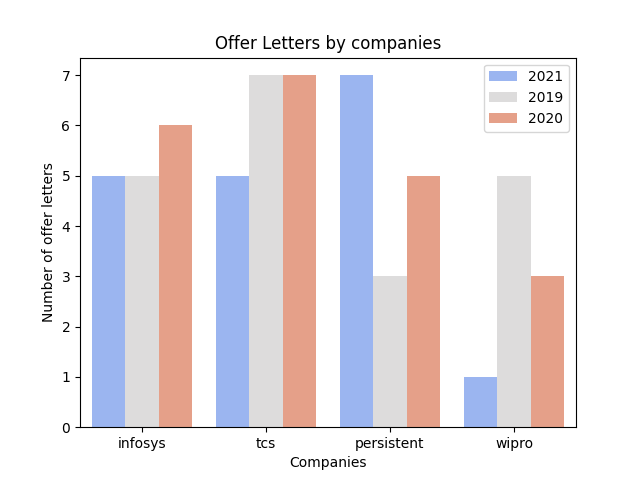 Offer Letters by companies
2021
2019
2020
Number of offer letters
7
6
5
4
3
2
1
0
infosys tcs persistent wipro
Companies